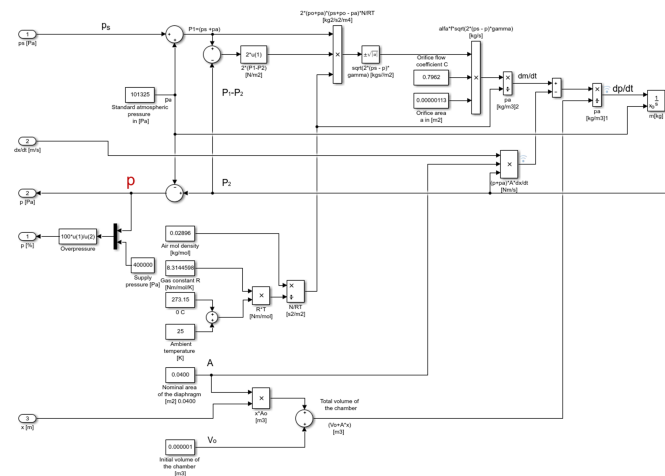 2*(po+pa)*(ps+po - pa)*N/RT
[kg2/s2/m4]
ps
P1=(ps +pa)
alfa*f*sqrt(2*(ps - p)*gamma)
[kg/s]
1
ps [Pa]
2*u(1)
2*(P1-P2)
[N/m2]
sqrt(2*(ps - p)*
gamma) [kgs/m2]
Orifice flow
coefficient C
0.7962
dm/dt
pa
[kg/m3]2
dp/dt
pa
[kg/m3]1
xo
m[kg]
101325
Standard atmospheric
pressure
in [Pa]
pa
P1-P2
0.00000113
Orifice area
a in [m2]
2
dx/dt [m/s]
(p+pa)*A*dx/dt
[Nm/s]
2
p [Pa]
p
P2
1
p [%]
100*u(1)/u(2)
Overpressure
400000
Supply
pressure [Pa]
0.02896
Air mol density
[kg/mol]
8.3144598
Gas constant R
[Nm/mol/K]
273.15
0 C
R*T
[Nm/mol]
N/RT
[s2/m2]
25
Ambient
temperature
[K]
A
0.0400
Nominal area
of the diaphragm
[m2] 0.0400
3
x [m]
x*Ao
[m3]
Total volume of
the chamber
(Vo+A*x)
[m3]
Vo
0.000001
Initial volume of
the chamber
[m3]